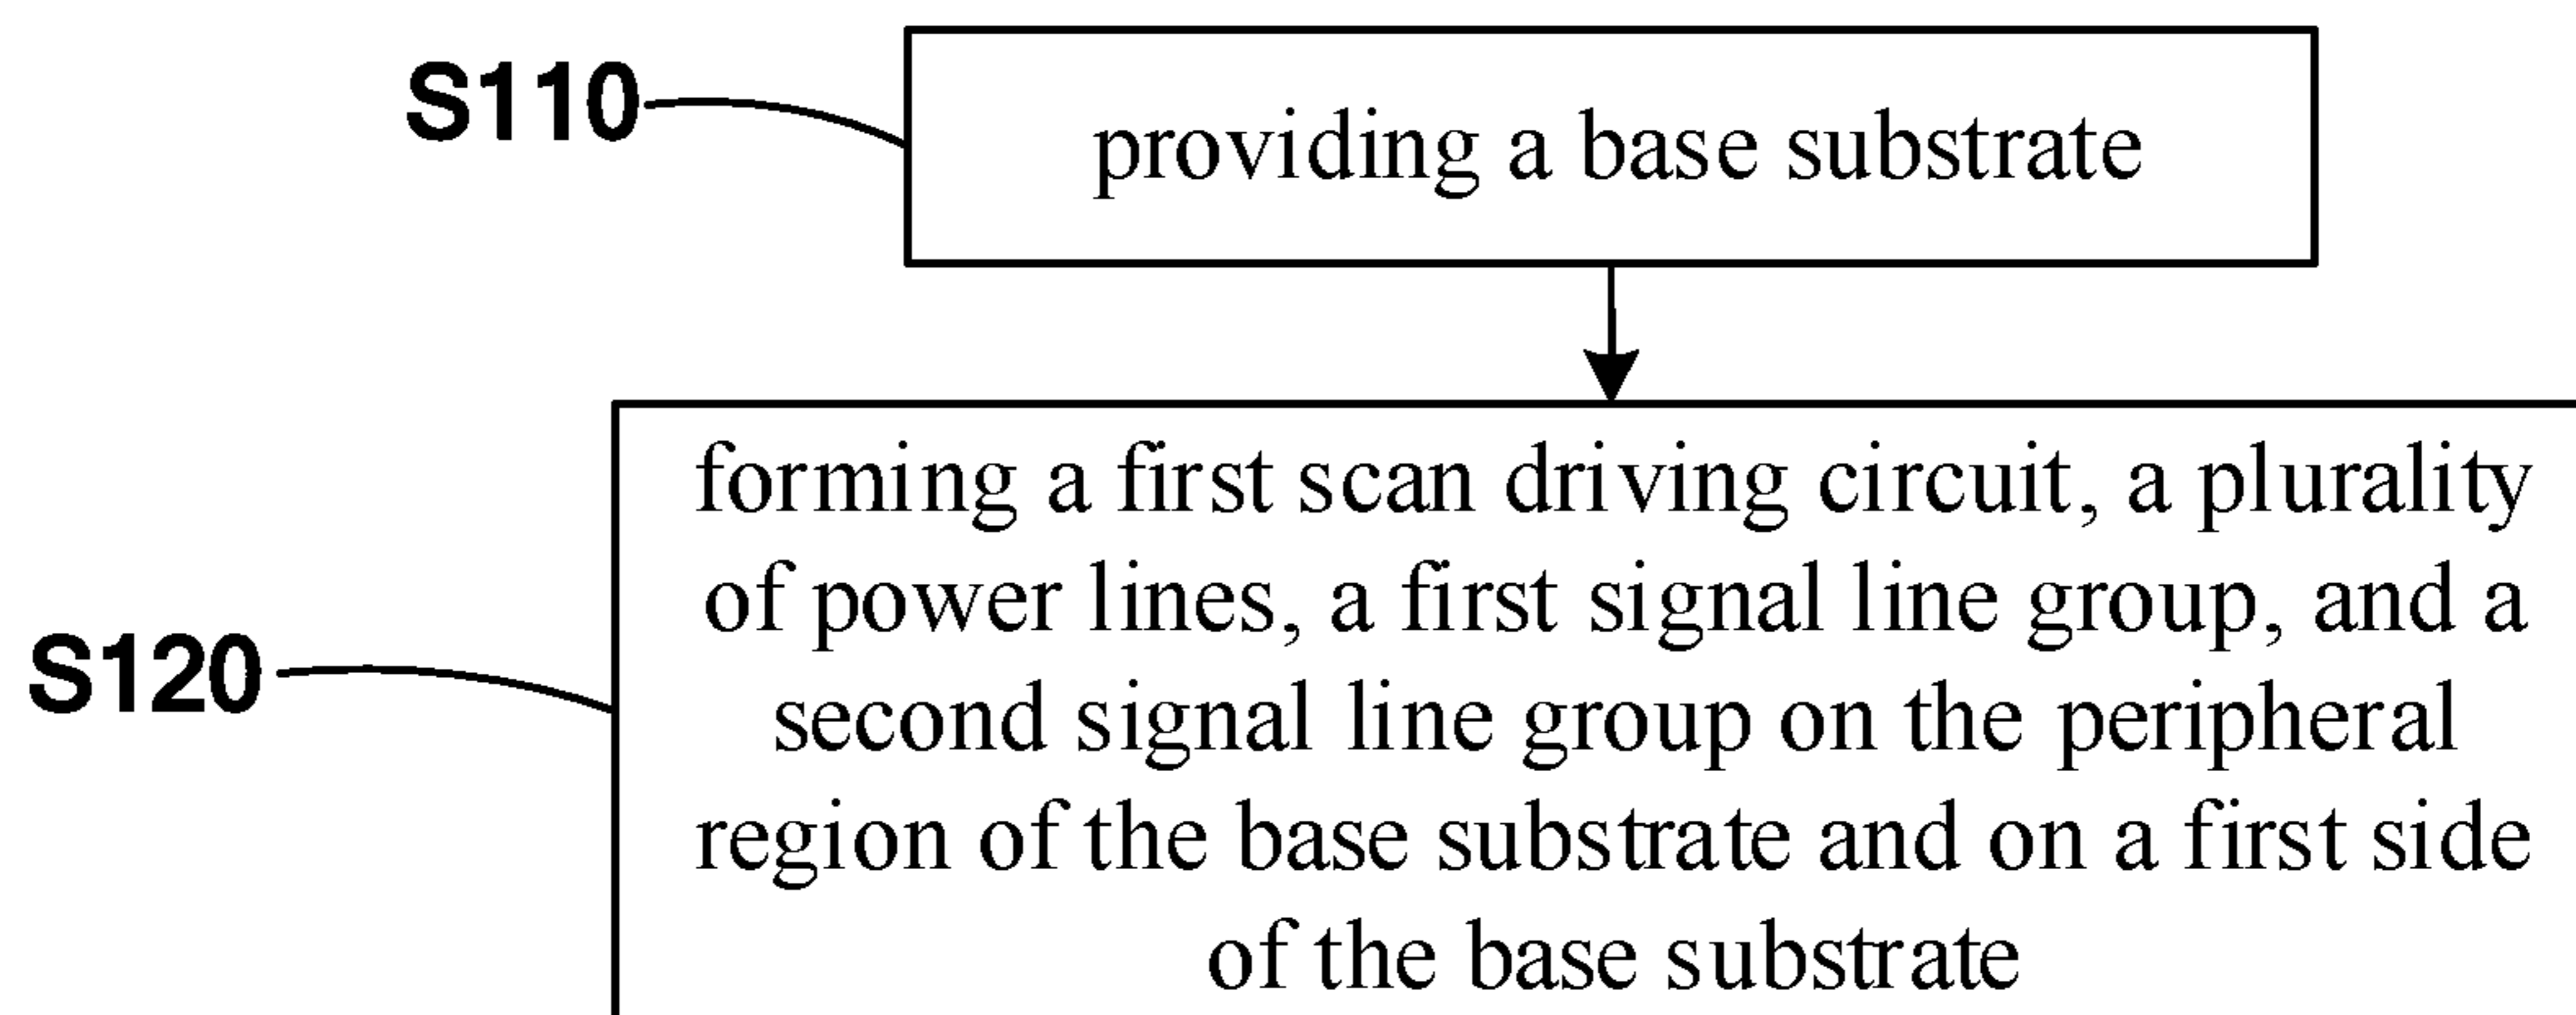 S110
providing a base substrate
S120
forming a first scan driving circuit, a plurality
of power lines, a first signal line group, and a
second signal line group on the peripheral
region of the base substrate and on a first side
of the base substrate